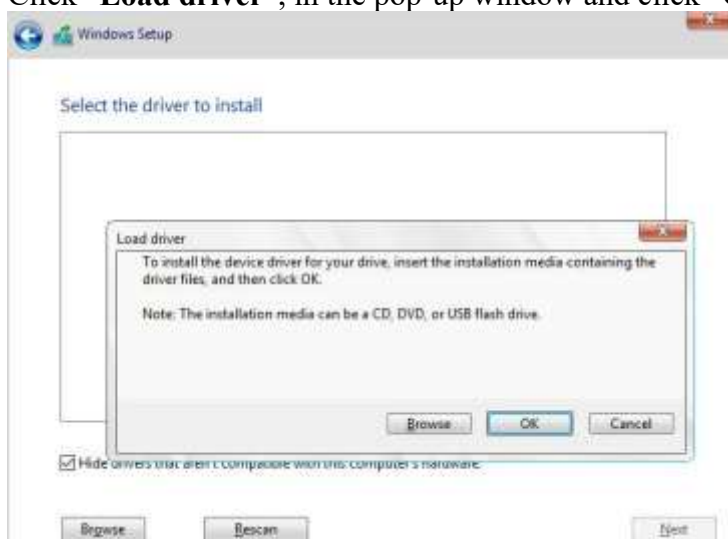 Click "Load driver", in the pop-up window and click "
Windows Setup
Select the driver to install
Load driver
To install the device driver for your drive, insert the installation media containing the
driver files, and then click OK.
Note: The installation media can be a CD, DVD, or USB flash drive.
Browse
OK
Cancel
Hide drivers that aren't compatible with this computer's hardware.
Browse
Rescan
Next